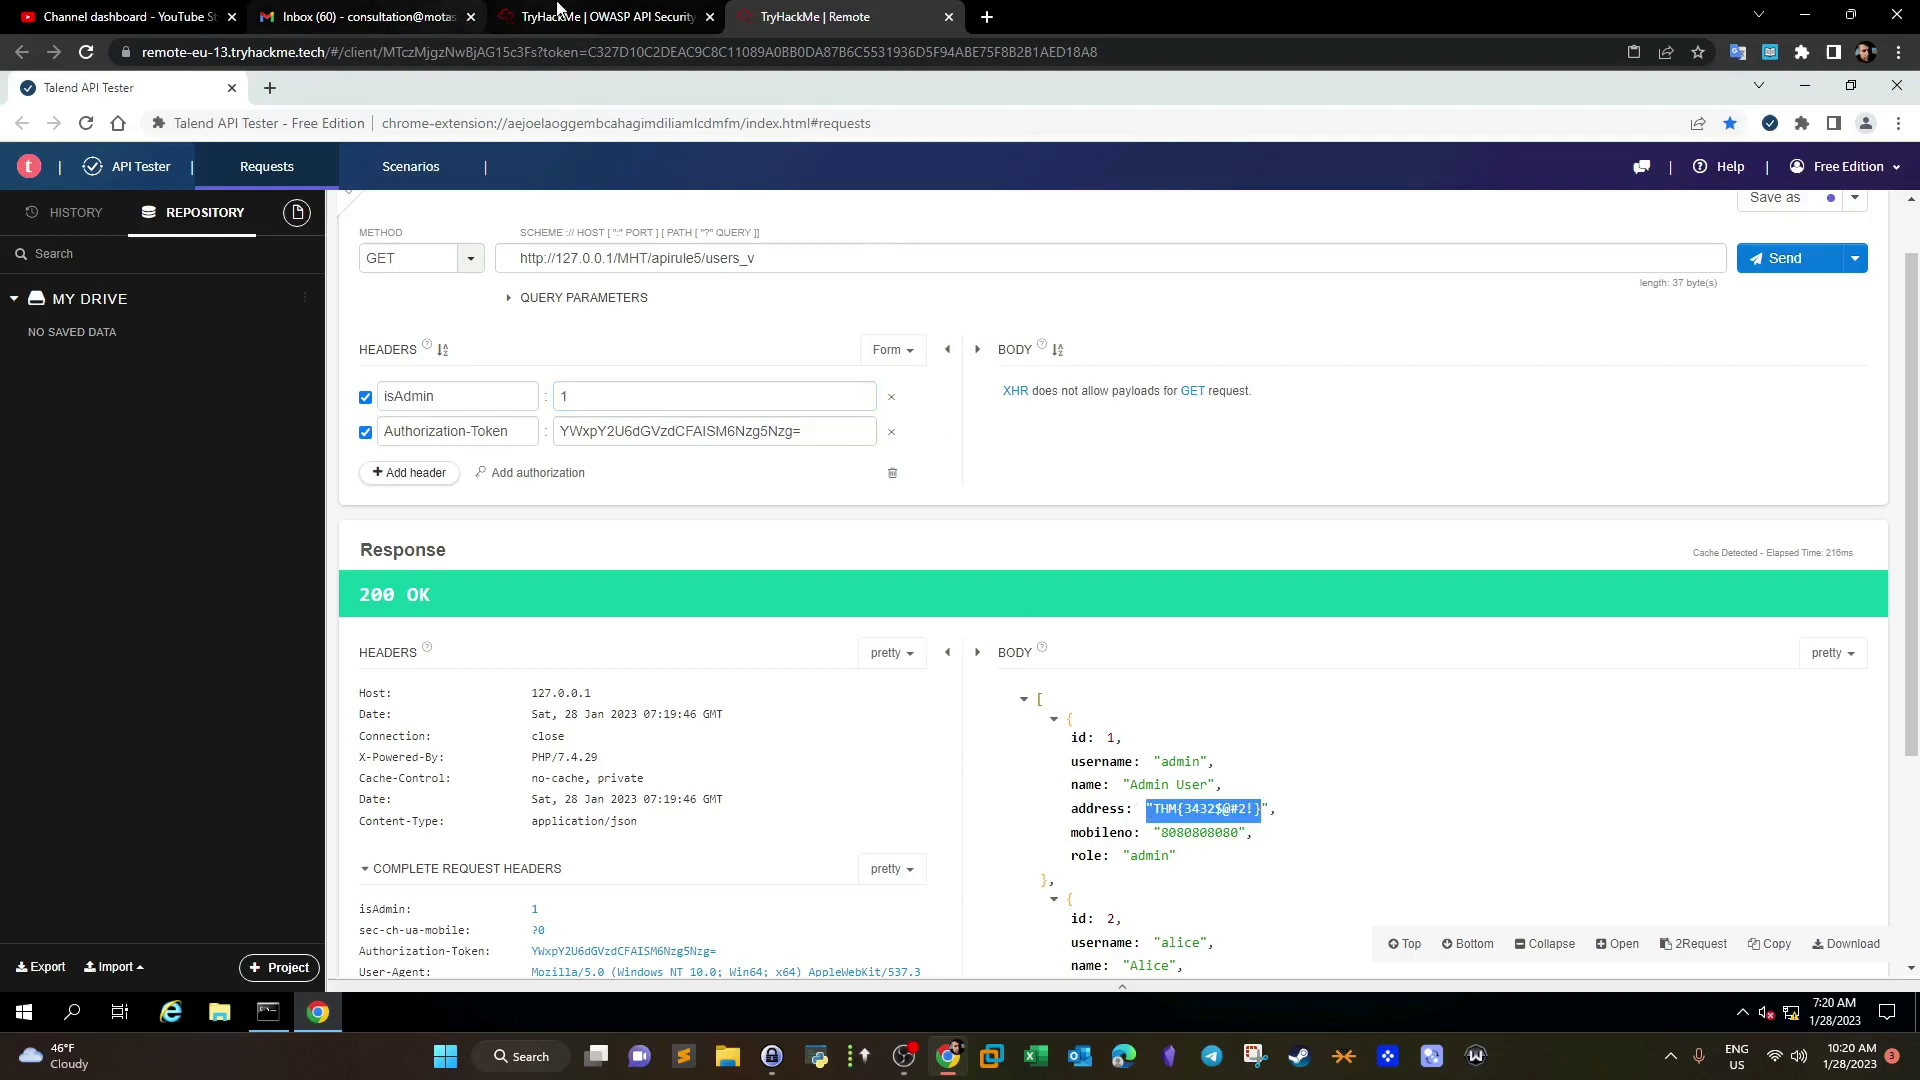 Channel dashboard - YouTube St
Inbox (60) - consultation@motas
TryHackMe | OWASP API Security
TryHackMe | Remote
remote-eu-13.tryhackme.tech/#/client/MTczMjgzNwBjAG15c3Fs?token=C327D10C2DEAC9C8C11089A0BB0DA87B6C5531936D5F94ABE75F8B2B1AED18A8
Talend API Tester
Talend API Tester - Free Edition | chrome-extension://aejoelaoggembcahagimdiliamlcdmfm/index.html#requests
t | API Tester | Requests Scenarios | | Help | Free Edition
HISTORY REPOSITORY
Save as
METHOD SCHEME :// HOST [ ":" PORT ] [ PATH [ "?" QUERY ]]
Search
GET http://127.0.0.1/MHT/apirule5/users_v Send
length: 37 byte(s)
MY DRIVE
QUERY PARAMETERS
NO SAVED DATA
HEADERS ? Form BODY ?
isAdmin : 1
XHR does not allow payloads for GET request.
Authorization-Token : YWxpY2U6dGVzdCFAISM6Nzg5Nzg=
+ Add header Add authorization
Response
Cache Detected - Elapsed Time: 216ms
200 OK
HEADERS ? pretty BODY ? pretty
Host: 127.0.0.1
Date: Sat, 28 Jan 2023 07:19:46 GMT
Connection: close
X-Powered-By: PHP/7.4.29
Cache-Control: no-cache, private
Date: Sat, 28 Jan 2023 07:19:46 GMT
Content-Type: application/json
COMPLETE REQUEST HEADERS pretty
isAdmin: 1
sec-ch-ua-mobile: ?0
Authorization-Token: YWxpY2U6dGVzdCFAISM6Nzg5Nzg=
User-Agent: Mozilla/5.0 (Windows NT 10.0; Win64; x64) AppleWebKit/537.3
[
{
id: 1,
username: "admin",
name: "Admin User",
address: "THM{3432$@#2!}",
mobileno: "8080808080",
role: "admin"
},
{
id: 2,
username: "alice",
name: "Alice",
Top Bottom Collapse Open 2Request Copy Download
Export Import + Project
7:20 AM
1/28/2023
46°F
Cloudy
Search
ENG
US
10:20 AM
1/28/2023
3